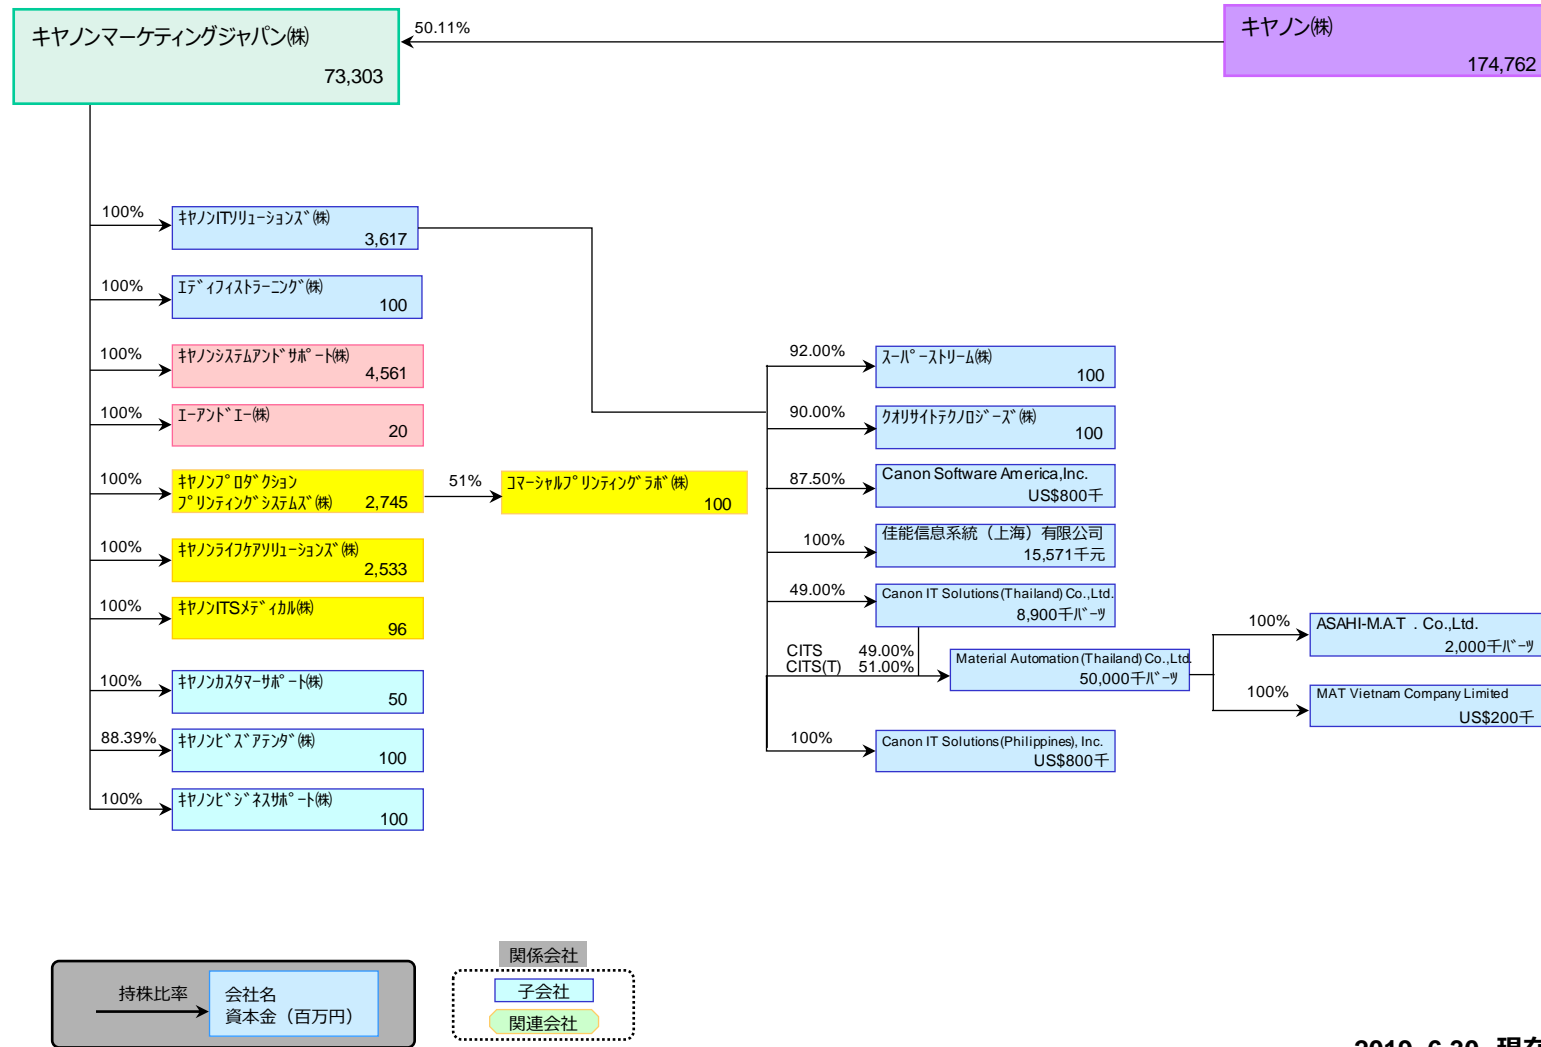 キヤノンマーケティングジャパン㈱
73,303
50.11%
キヤノン㈱
174,762
100%
ｷヤノンITソリューションズ㈱
3,617
100%
エディフィストラーニング㈱
100
100%
キヤノンシステムアンドサポート㈱
4,561
100%
エーアンドエー㈱
20
100%
キヤノンプロダクション
プリンティングシステムズ㈱ 2,745
51%
コマーシャルプリンティングラボ㈱
100
100%
キヤノンライフケアソリューションズ㈱
2,533
100%
キヤノンITSメディカル㈱
96
100%
キヤノンカスタマーサポート㈱
50
88.39%
キヤノンビズアテンダ㈱
100
100%
キヤノンビジネスサポート㈱
100
92.00%
スーパーストリーム㈱
100
90.00%
クオリサイトテクノロジーズ㈱
100
87.50%
Canon Software America,Inc.
US$800千
100%
佳能信息系統（上海）有限公司
15,571千元
49.00%
Canon IT Solutions(Thailand) Co.,Ltd.
8,900千バーツ
CITS 49.00%
CITS(T) 51.00%
Material Automation (Thailand) Co.,Ltd.
50,000千バーツ
100%
ASAHI-M.A.T . Co.,Ltd.
2,000千バーツ
100%
MAT Vietnam Company Limited
US$200千
100%
Canon IT Solutions(Philippines), Inc.
US$800千
持株比率
会社名
資本金（百万円）
関係会社
子会社
関連会社
2019. 6.30 現在